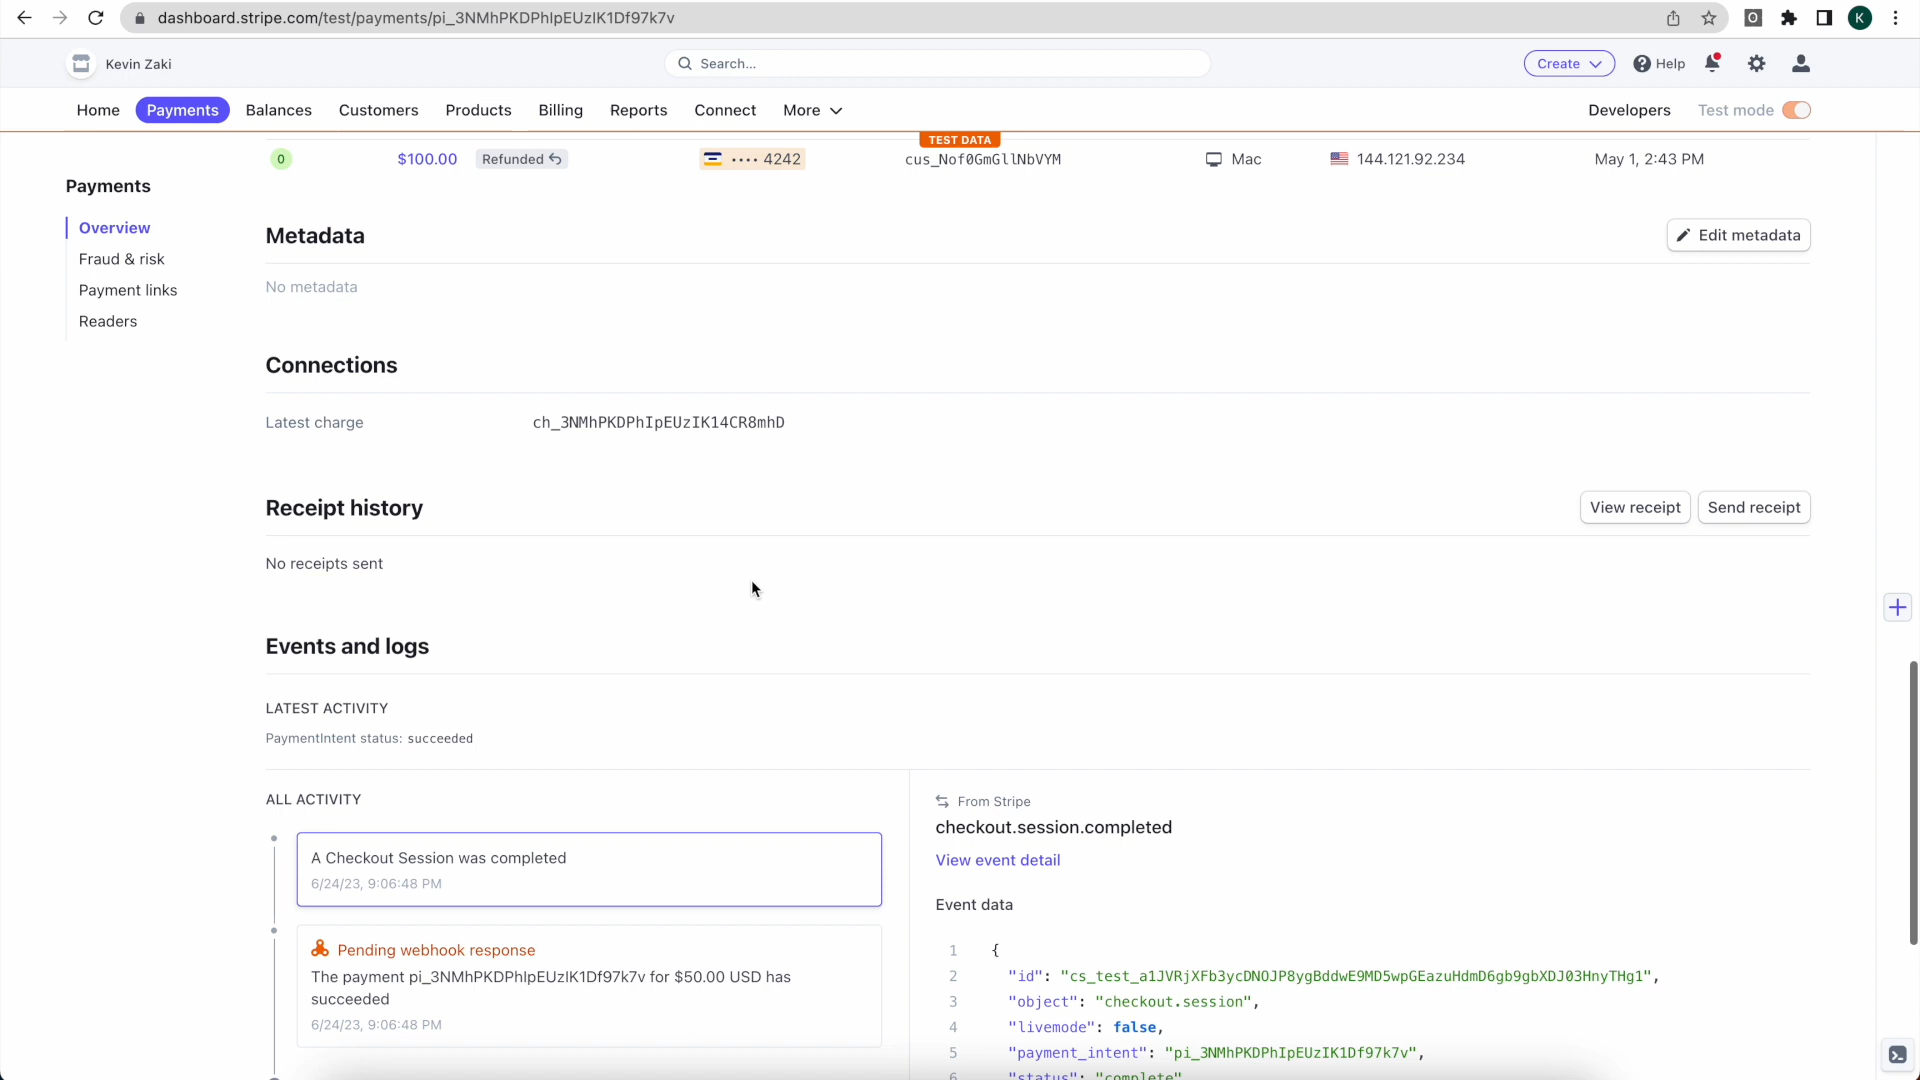 dashboard.stripe.com/test/payments/pi_3NMhPKDPhIpEUzIK1Df97k7v
O
K
Kevin Zaki
Search...
Create
Help
Home
Payments
Balances
Customers
Products
Billing
Reports
Connect
More
Developers
Test mode
TEST DATA
0 $100.00 Refunded •••• 4242 cus_Nof0GmGllNbVYM Mac 144.121.92.234 May 1, 2:43 PM
Payments
Overview
Fraud & risk
Payment links
Readers
Metadata
Edit metadata
No metadata
Connections
Latest charge ch_3NMhPKDPhIpEUzIK14CR8mhD
Receipt history
View receipt
Send receipt
No receipts sent
Events and logs
LATEST ACTIVITY
PaymentIntent status: succeeded
ALL ACTIVITY
A Checkout Session was completed
6/24/23, 9:06:48 PM
Pending webhook response
The payment pi_3NMhPKDPhIpEUzIK1Df97k7v for $50.00 USD has
succeeded
6/24/23, 9:06:48 PM
From Stripe
checkout.session.completed
View event detail
Event data
1 {
2 "id": "cs_test_a1JVRjXFb3ycDNOJP8ygBddwE9MD5wpGEazuHdmD6gb9gbXDJ03HnyTHg1",
3 "object": "checkout.session",
4 "livemode": false,
5 "payment_intent": "pi_3NMhPKDPhIpEUzIK1Df97k7v",
6 "status": "complete"